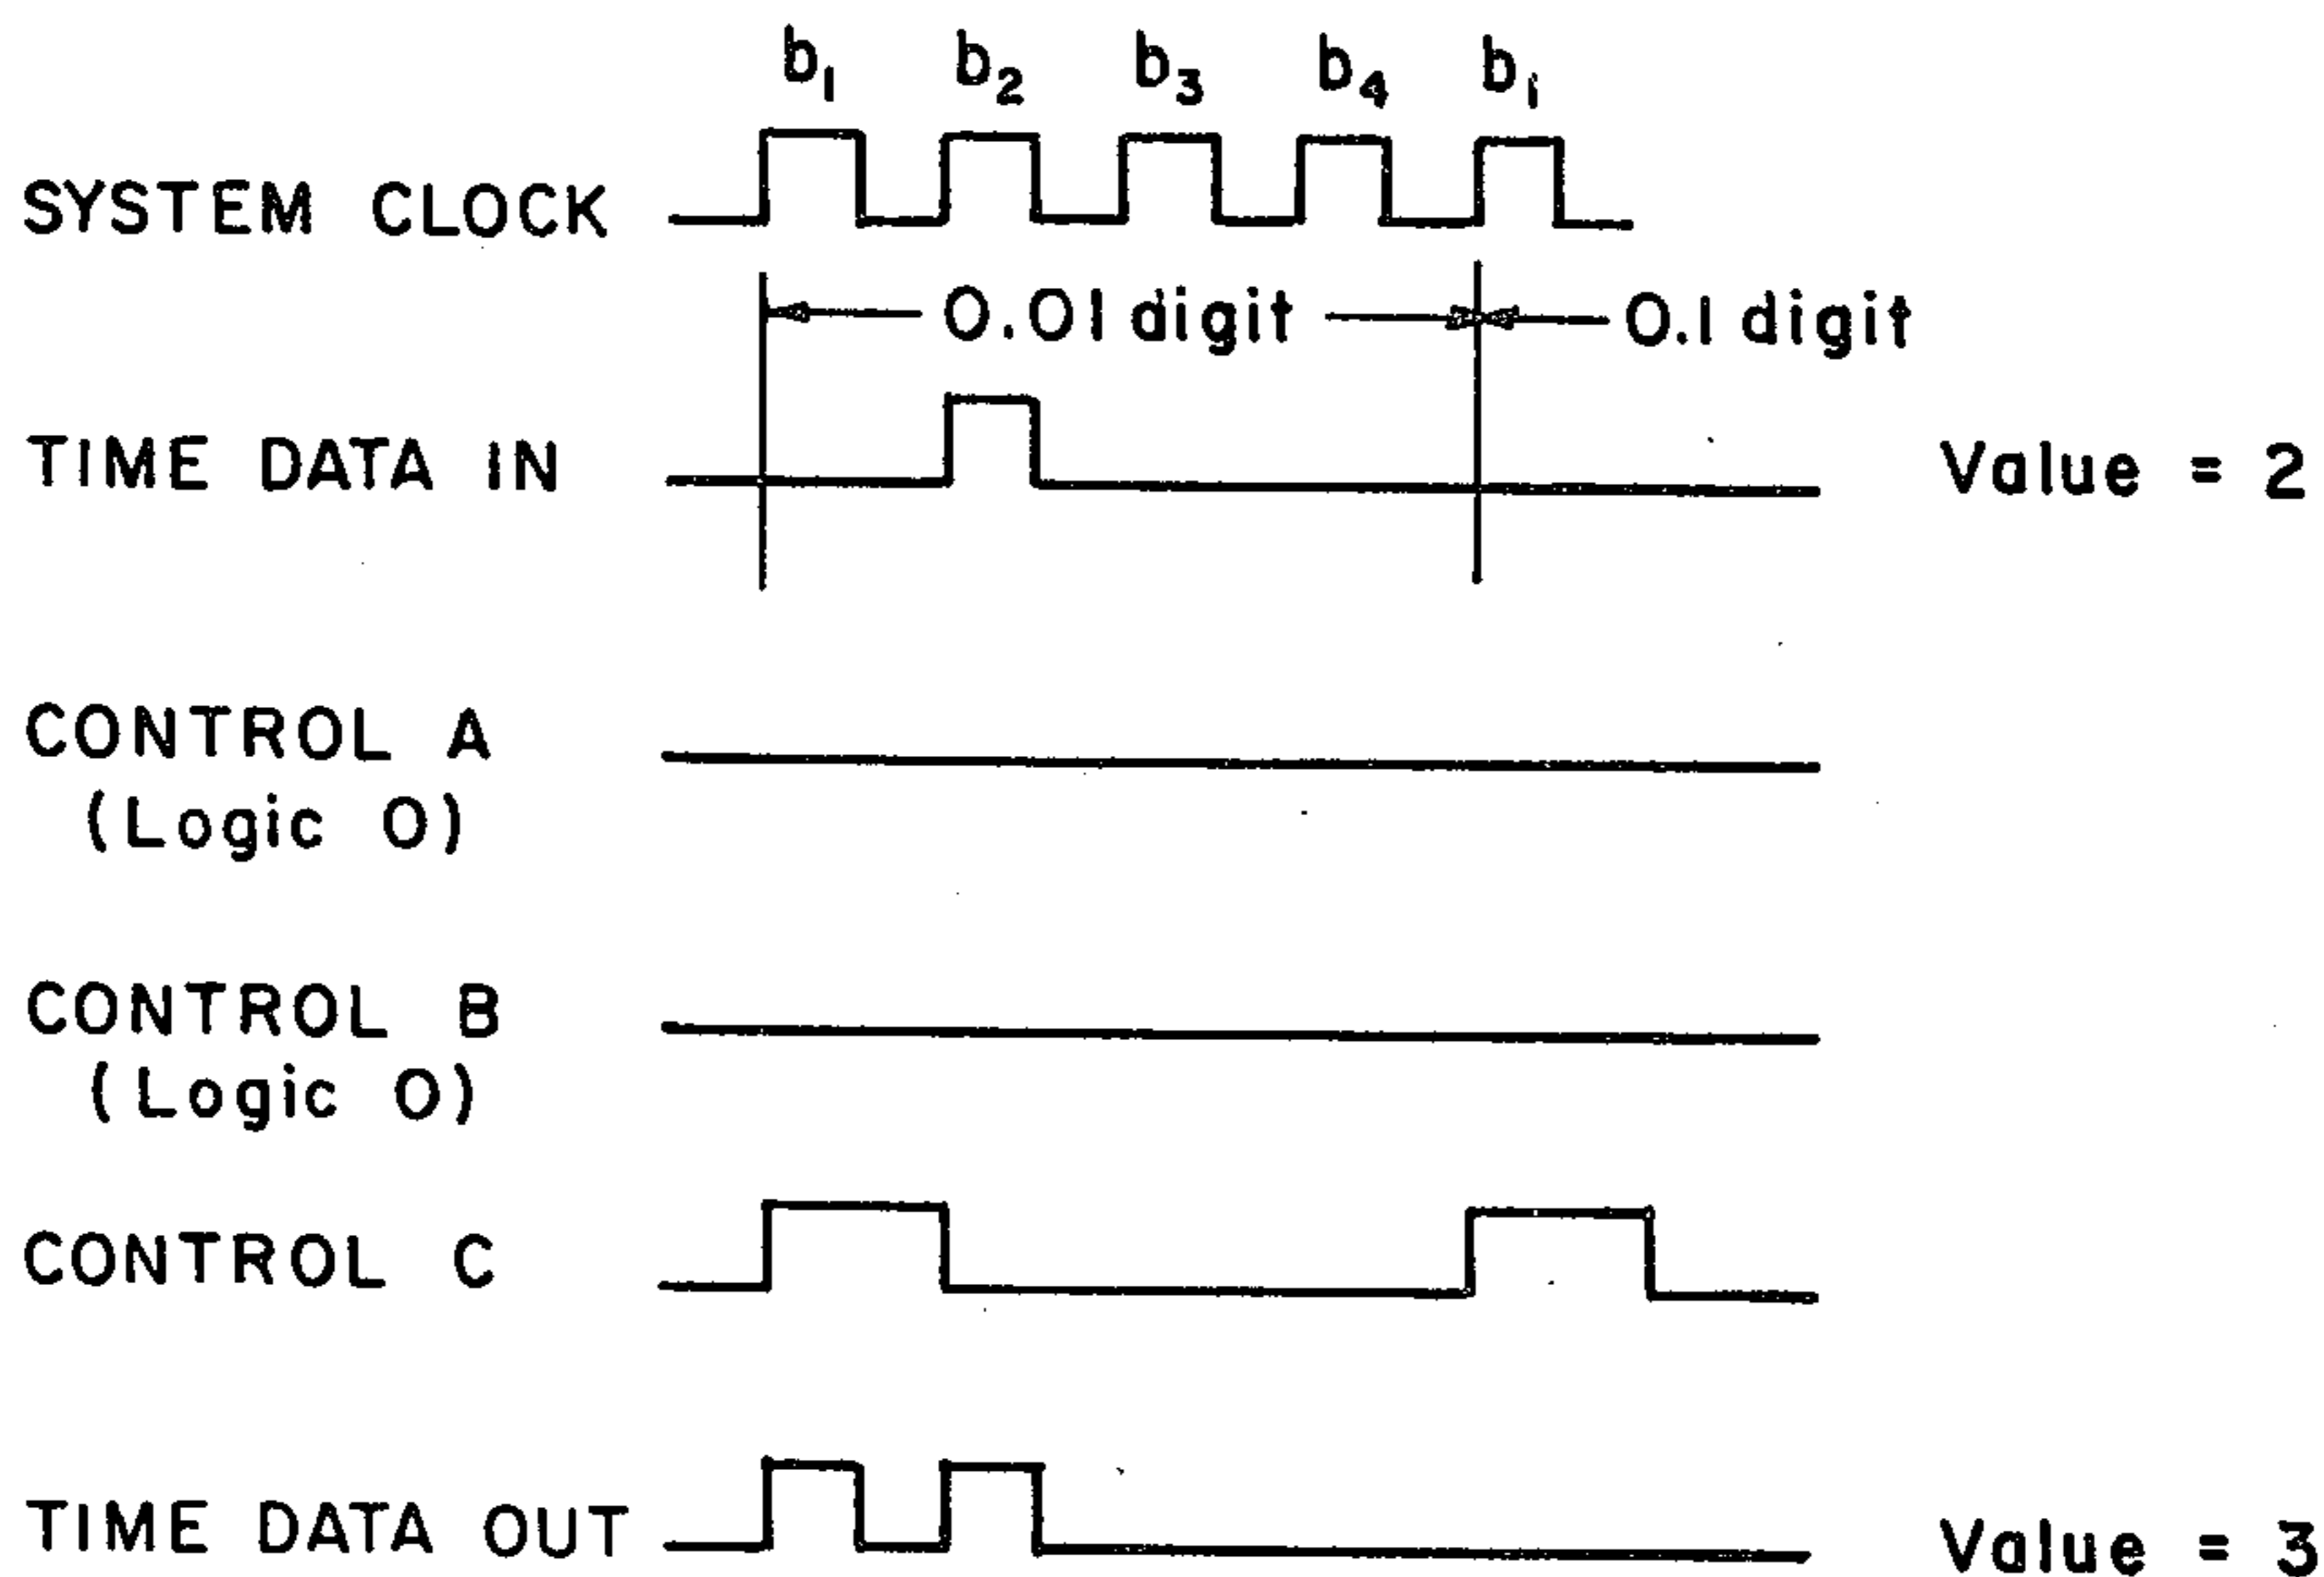 b1 b2 b3 b4 b1
SYSTEM CLOCK
0.01 digit 0.1 digit
TIME DATA IN Value = 2
CONTROL A
(Logic 0)
CONTROL B
(Logic 0)
CONTROL C
TIME DATA OUT Value = 3